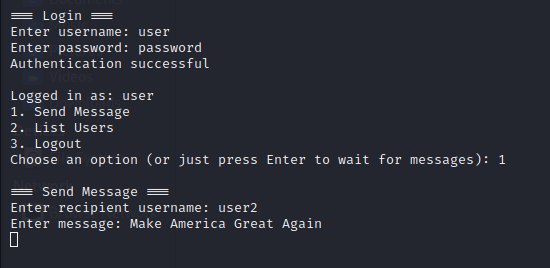 === Login ===
Enter username: user
Enter password: password
Authentication successful
Logged in as: user
1. Send Message
2. List Users
3. Logout
Choose an option (or just press Enter to wait for messages): 1
=== Send Message ===
Enter recipient username: user2
Enter message: Make America Great Again